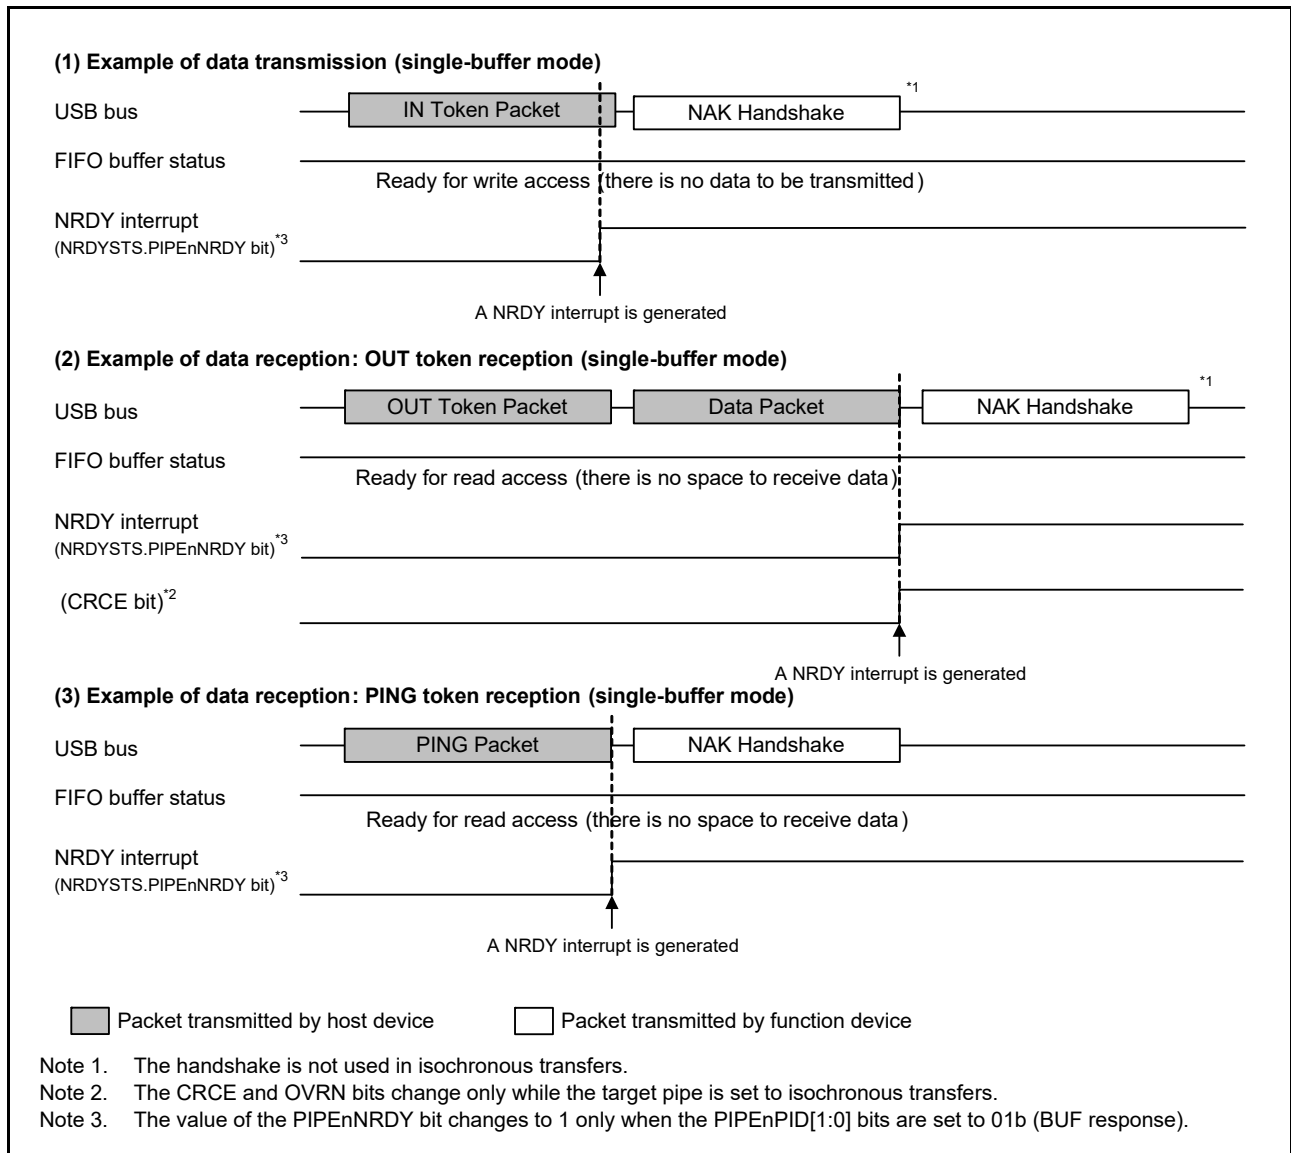 (1) Example of data transmission (single-buffer mode)
USB bus
IN Token Packet
NAK Handshake
*1
FIFO buffer status
Ready for write access (there is no data to be transmitted)
NRDY interrupt
(NRDYSTS.PIPEnNRDY bit)*3
A NRDY interrupt is generated
(2) Example of data reception: OUT token reception (single-buffer mode)
USB bus
OUT Token Packet
Data Packet
NAK Handshake
*1
FIFO buffer status
Ready for read access (there is no space to receive data)
NRDY interrupt
(NRDYSTS.PIPEnNRDY bit)*3
(CRCE bit)*2
A NRDY interrupt is generated
(3) Example of data reception: PING token reception (single-buffer mode)
USB bus
PING Packet
NAK Handshake
FIFO buffer status
Ready for read access (there is no space to receive data)
NRDY interrupt
(NRDYSTS.PIPEnNRDY bit)*3
A NRDY interrupt is generated
Packet transmitted by host device
Packet transmitted by function device
Note 1. The handshake is not used in isochronous transfers.
Note 2. The CRCE and OVRN bits change only while the target pipe is set to isochronous transfers.
Note 3. The value of the PIPEnNRDY bit changes to 1 only when the PIPEnPID[1:0] bits are set to 01b (BUF response).